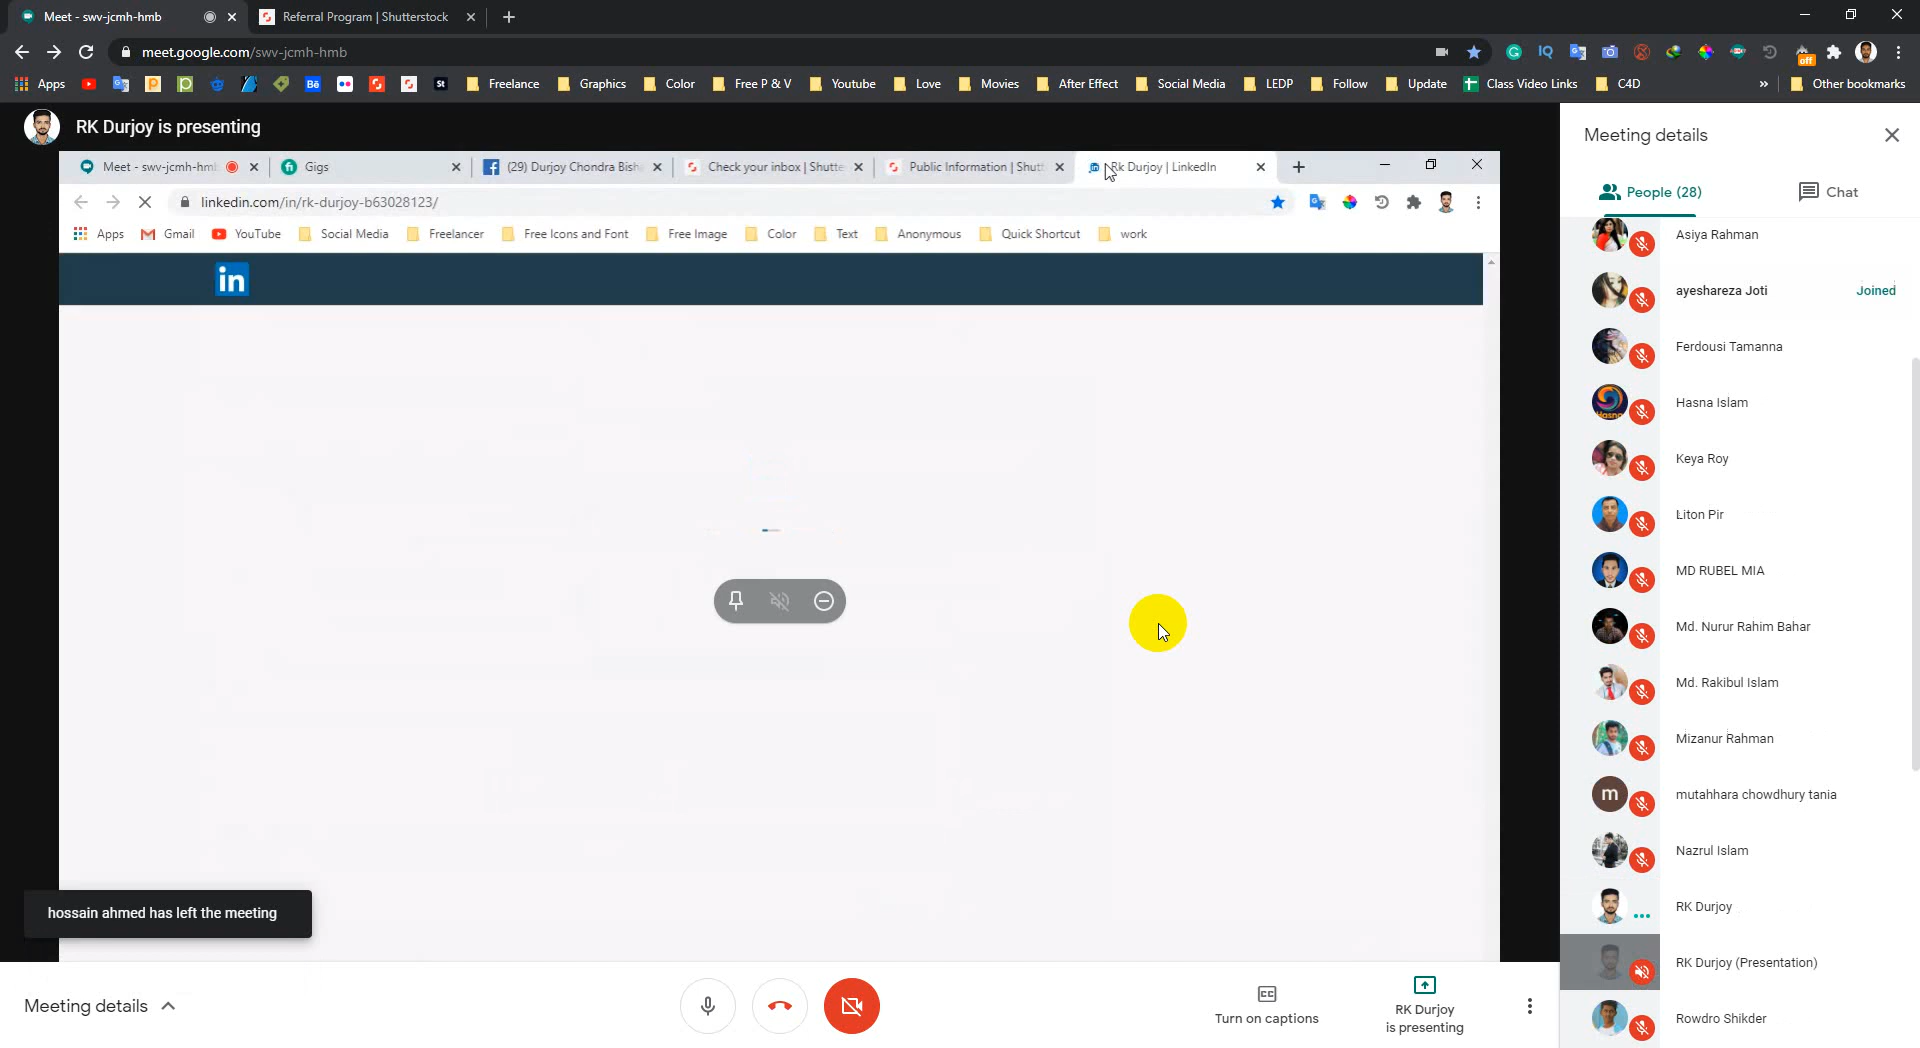 Meet - swv-jcmh-hmb
Referral Program | Shutterstock
meet.google.com/swv-jcmh-hmb
Apps
Freelance
Graphics
Color
Free P & V
Youtube
Love
Movies
After Effect
Social Media
LEDP
Follow
Update
Class Video Links
C4D
»
Other bookmarks
RK Durjoy is presenting
Meet - swv-jcmh-hmb
Gigs
(29) Durjoy Chondra Bish
Check your inbox | Shutte
Public Information | Shutt
Rk Durjoy | LinkedIn
linkedin.com/in/rk-durjoy-b63028123/
Apps
Gmail
YouTube
Social Media
Freelancer
Free Icons and Font
Free Image
Color
Text
Anonymous
Quick Shortcut
work
in
hossain ahmed has left the meeting
Meeting details
Turn on captions
RK Durjoy
is presenting
Meeting details
People (28)
Chat
Asiya Rahman
ayeshareza Joti
Joined
Ferdousi Tamanna
Hasna Islam
Keya Roy
Liton Pir
MD RUBEL MIA
Md. Nurur Rahim Bahar
Md. Rakibul Islam
Mizanur Rahman
m
mutahhara chowdhury tania
Nazrul Islam
RK Durjoy
RK Durjoy (Presentation)
Rowdro Shikder